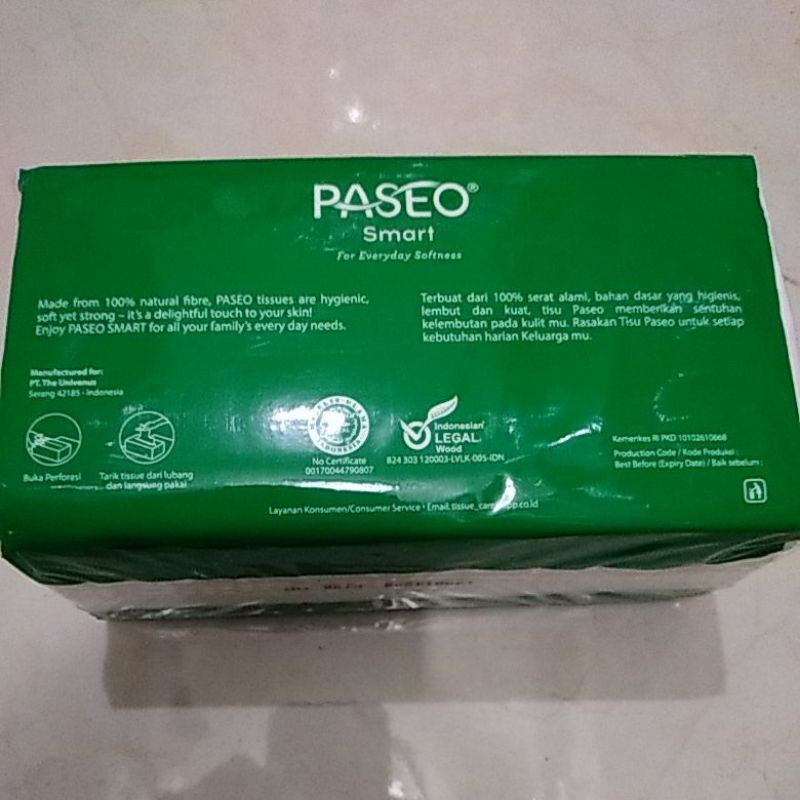 PASEO®
Smart
For Everyday Softness
Made from 100% natural fibre, PASEO tissues are hygienic,
soft yet strong – it's a delightful touch to your skin!
Enjoy PASEO SMART for all your family's every day needs.
Terbuat dari 100% serat alami, bahan dasar yang higienis,
lembut dan kuat, tisu Paseo memberikan sentuhan
kelembutan pada kulit mu. Rasakan Tisu Paseo untuk setiap
kebutuhan harian Keluarga mu.
Manufactured for:
PT. The Univenus
Serang 42185 - Indonesia
Buka Perforasi
Tarik tissue dari lubang
dan langsung pakai
INDONESIA
No Certificate
00170044790807
Indonesian
LEGAL
Wood
824 303 120003-LVLK-005-IDN
Kemenkes RI PKD 10102610668
Production Code / Kode Produksi :
Best Before (Expiry Date) / Baik sebelum :
Layanan Konsumen/Consumer Service • Email: